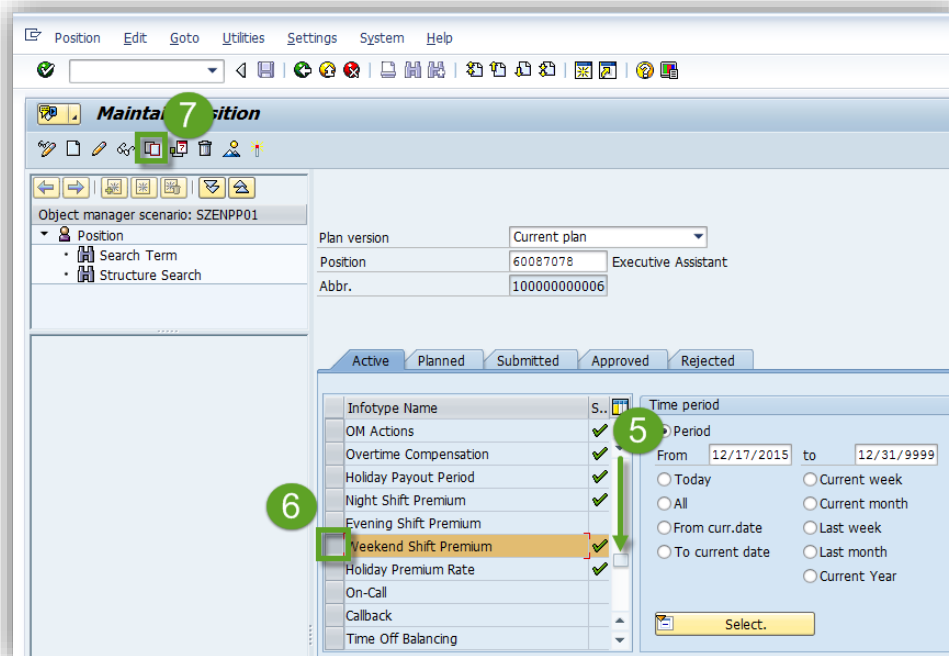 Position Edit Goto Utilities Settings System Help
7
Object manager scenario: SZENPP01
Position
Search Term
Structure Search
Plan version Current plan
Position 60087078 Executive Assistant
Abbr. 100000000006
Active Planned Submitted Approved Rejected
Infotype Name S..
OM Actions
Overtime Compensation
Holiday Payout Period
Night Shift Premium
Evening Shift Premium
Weekend Shift Premium
Holiday Premium Rate
On-Call
Callback
Time Off Balancing
5
6
Time period
Period
From 12/17/2015 to 12/31/9999
Today Current week
All Current month
From curr.date Last week
To current date Last month
Current Year
Select.